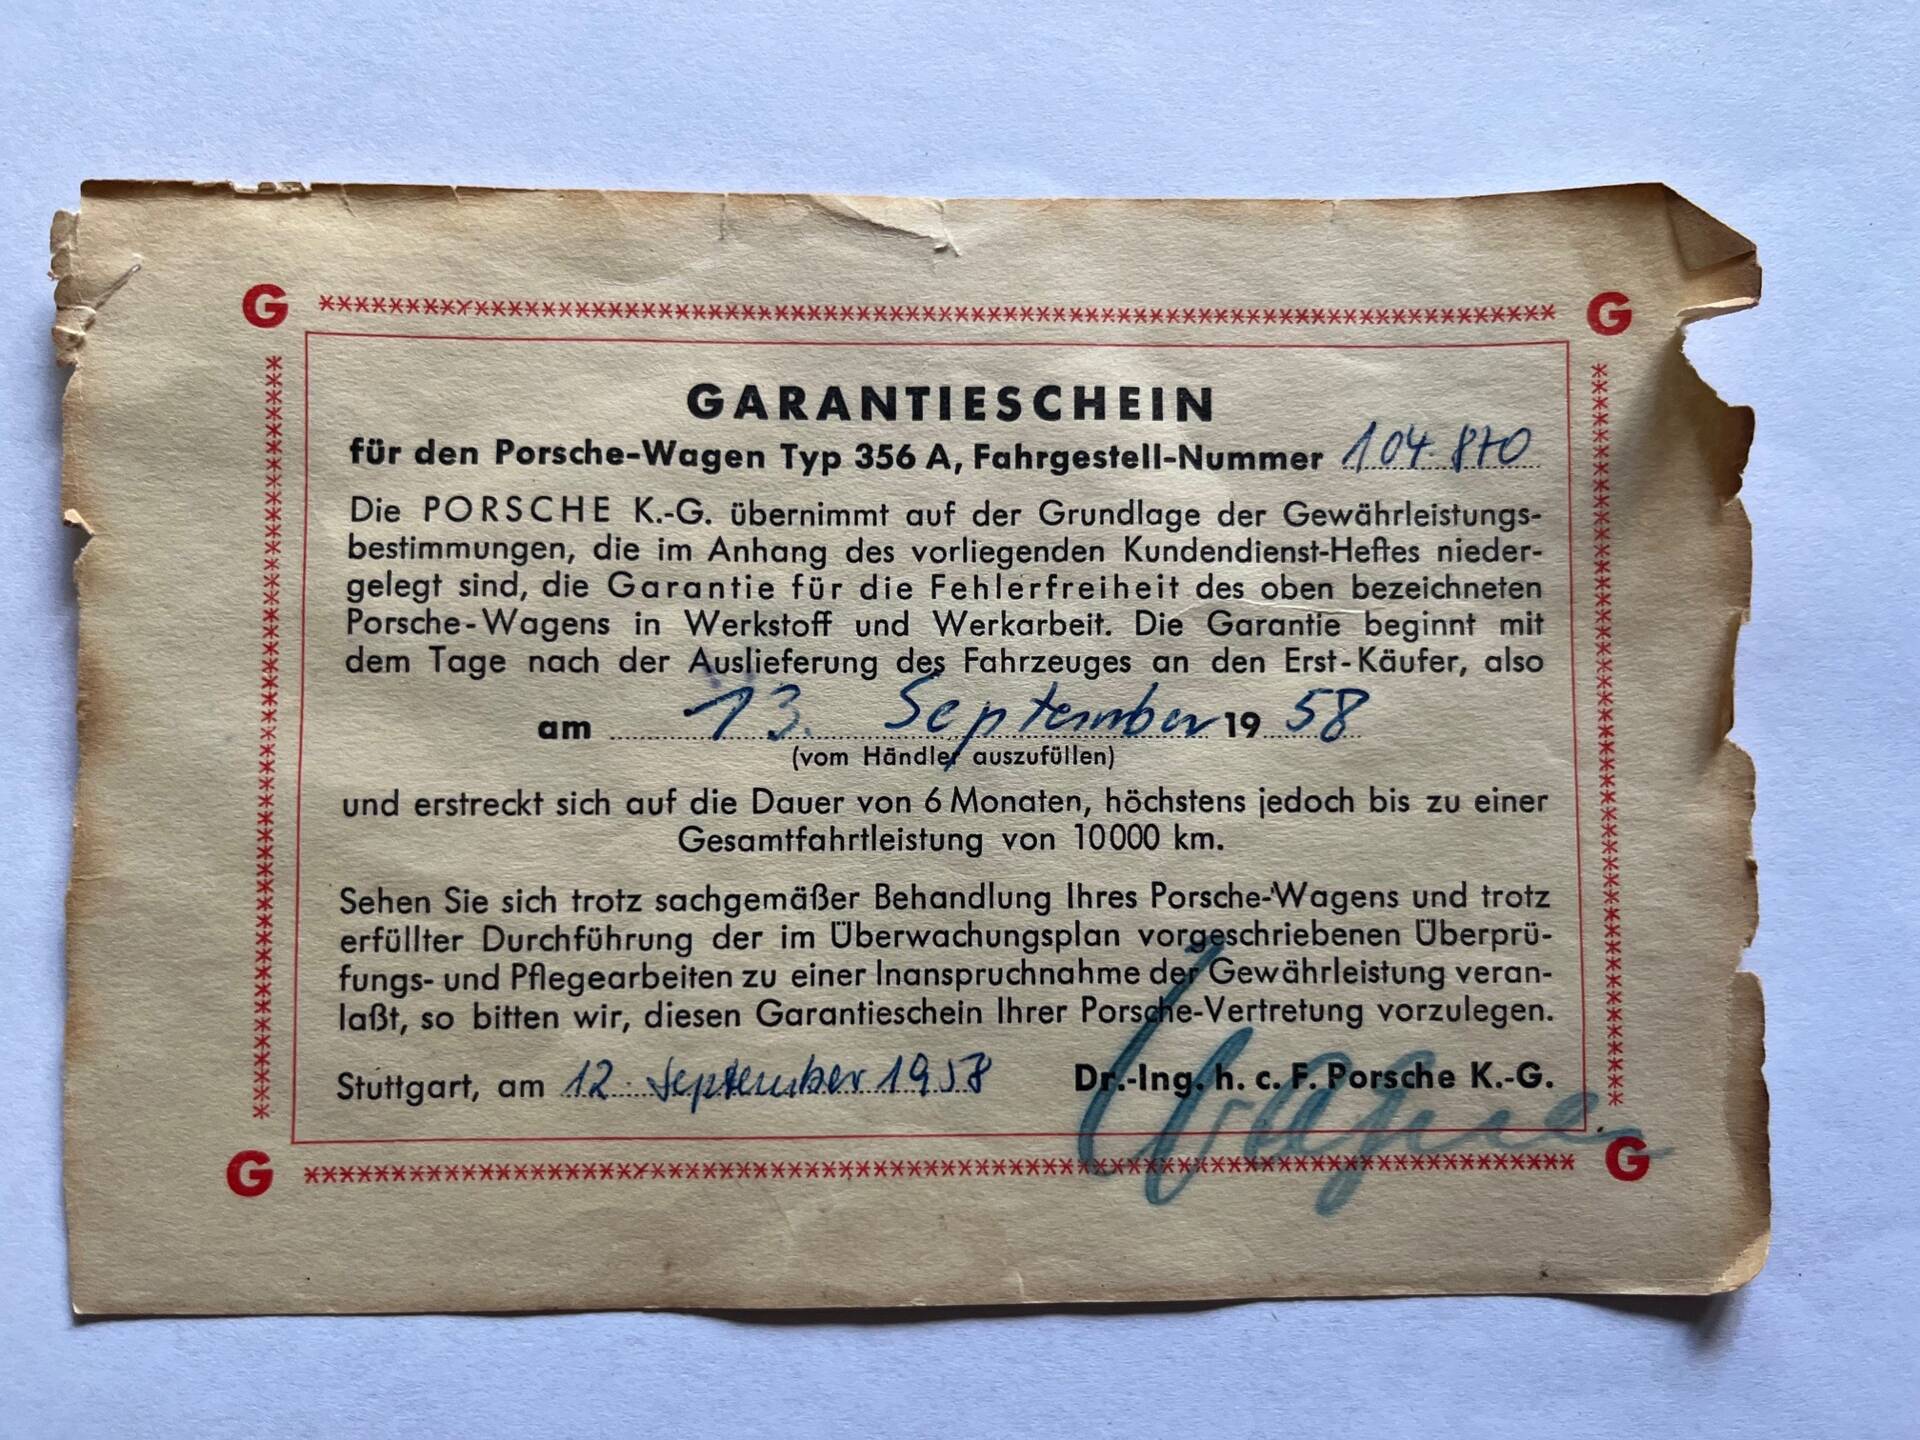 G G
GARANTIESCHEIN
für den Porsche-Wagen Typ 356 A, Fahrgestell-Nummer 104 870
Die PORSCHE K.-G. übernimmt auf der Grundlage der Gewährleistungs-
bestimmungen, die im Anhang des vorliegenden Kundendienst-Heftes nieder-
gelegt sind, die Garantie für die Fehlerfreiheit des oben bezeichneten
Porsche-Wagens in Werkstoff und Werkarbeit. Die Garantie beginnt mit
dem Tage nach der Auslieferung des Fahrzeuges an den Erst-Käufer, also
am 13. September 1958
(vom Händler auszufüllen)
und erstreckt sich auf die Dauer von 6 Monaten, höchstens jedoch bis zu einer
Gesamtfahrtleistung von 10000 km.
Sehen Sie sich trotz sachgemäßer Behandlung Ihres Porsche-Wagens und trotz
erfüllter Durchführung der im Überwachungsplan vorgeschriebenen Überprü-
fungs- und Pflegearbeiten zu einer Inanspruchnahme der Gewährleistung veran-
laßt, so bitten wir, diesen Garantieschein Ihrer Porsche-Vertretung vorzulegen.
Stuttgart, am 12. September 1958 Dr.-Ing. h. c. F. Porsche K.-G.
G G